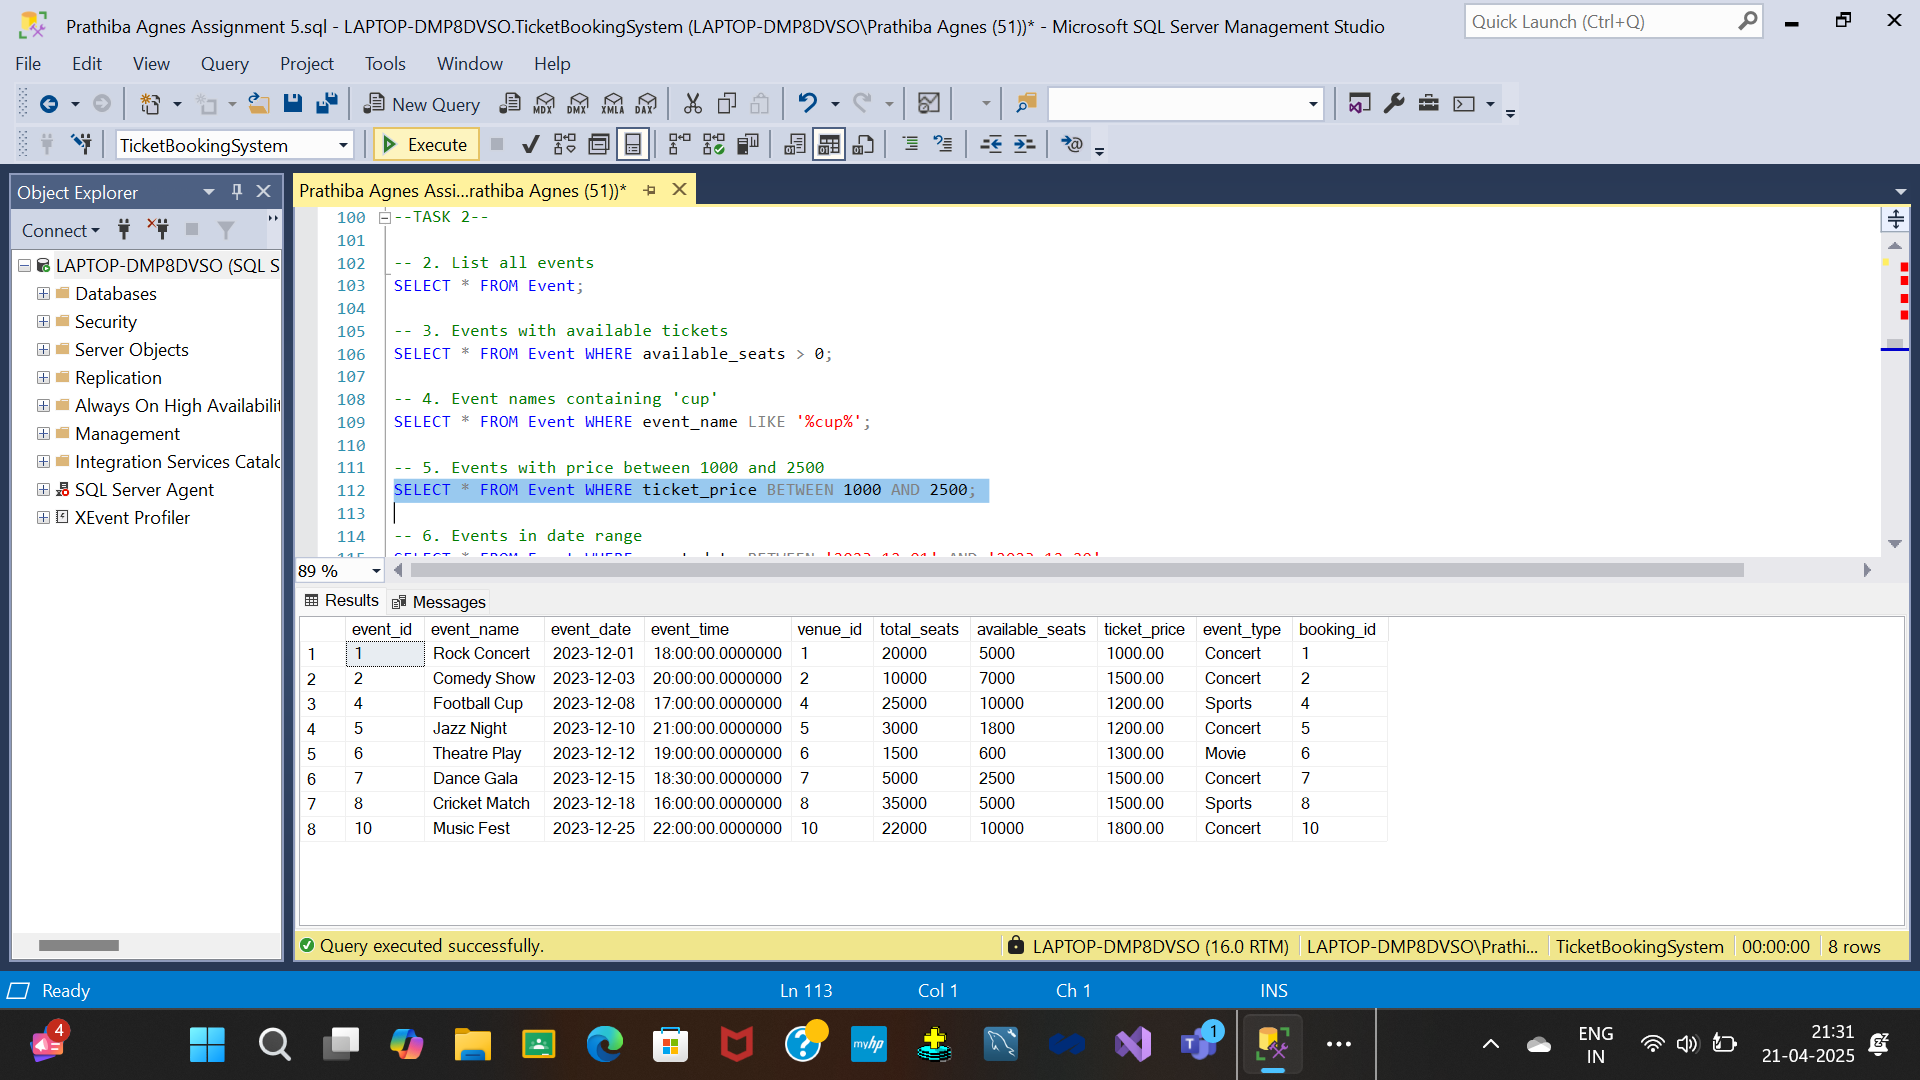 Prathiba Agnes Assignment 5.sql - LAPTOP-DMP8DVSO.TicketBookingSystem (LAPTOP-DMP8DVSO\Prathiba Agnes (51))* - Microsoft SQL Server Management Studio
Quick Launch (Ctrl+Q)
File Edit View Query Project Tools Window Help
New Query MDX DMX XMLA DAX
TicketBookingSystem Execute
Object Explorer
Connect
LAPTOP-DMP8DVSO (SQL S
Databases
Security
Server Objects
Replication
Always On High Availabilit
Management
Integration Services Catalo
SQL Server Agent
XEvent Profiler
Prathiba Agnes Assi...rathiba Agnes (51))*
100 --TASK 2--
101
102 -- 2. List all events
103 SELECT * FROM Event;
104
105 -- 3. Events with available tickets
106 SELECT * FROM Event WHERE available_seats > 0;
107
108 -- 4. Event names containing 'cup'
109 SELECT * FROM Event WHERE event_name LIKE '%cup%';
110
111 -- 5. Events with price between 1000 and 2500
112 SELECT * FROM Event WHERE ticket_price BETWEEN 1000 AND 2500;
113
114 -- 6. Events in date range
89 %
Results Messages
event_id event_name event_date event_time venue_id total_seats available_seats ticket_price event_type booking_id
1 1 Rock Concert 2023-12-01 18:00:00.0000000 1 20000 5000 1000.00 Concert 1
2 2 Comedy Show 2023-12-03 20:00:00.0000000 2 10000 7000 1500.00 Concert 2
3 4 Football Cup 2023-12-08 17:00:00.0000000 4 25000 10000 1200.00 Sports 4
4 5 Jazz Night 2023-12-10 21:00:00.0000000 5 3000 1800 1200.00 Concert 5
5 6 Theatre Play 2023-12-12 19:00:00.0000000 6 1500 600 1300.00 Movie 6
6 7 Dance Gala 2023-12-15 18:30:00.0000000 7 5000 2500 1500.00 Concert 7
7 8 Cricket Match 2023-12-18 16:00:00.0000000 8 35000 5000 1500.00 Sports 8
8 10 Music Fest 2023-12-25 22:00:00.0000000 10 22000 10000 1800.00 Concert 10
Query executed successfully. LAPTOP-DMP8DVSO (16.0 RTM) LAPTOP-DMP8DVSO\Prathi... TicketBookingSystem 00:00:00 8 rows
Ready Ln 113 Col 1 Ch 1 INS
4 myhp 1 ENG 21:31
IN 21-04-2025